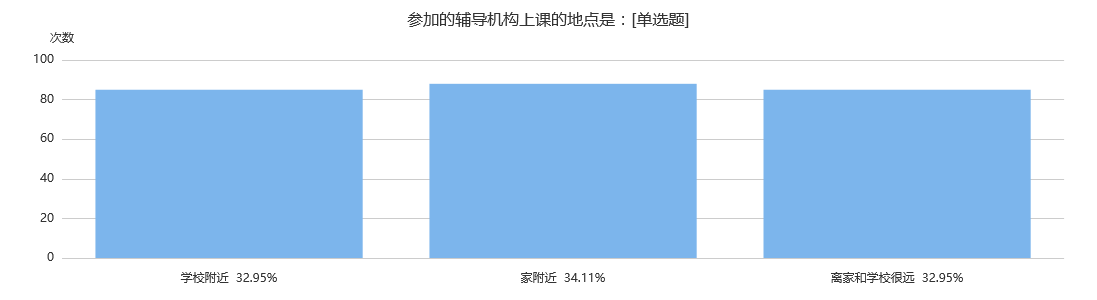 参加的辅导机构上课的地点是：[单选题]
次数
100
80
60
40
20
0
学校附近 32.95%
家附近 34.11%
离家和学校很远 32.95%